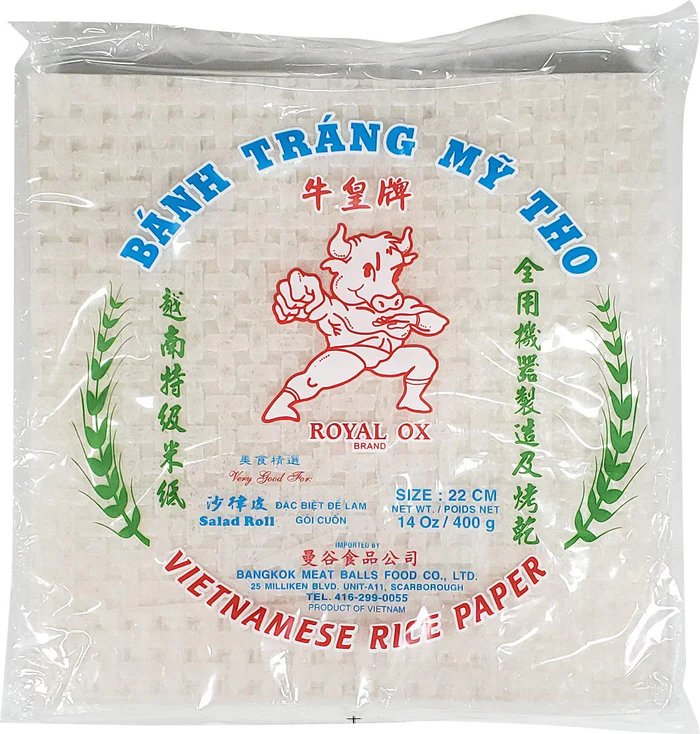 BÁNH TRÁNG MỸ THO
牛皇牌
越南特级米纸
全用機器製造及烤乾
ROYAL OX
BRAND
美食精選
Very Good For:
沙律皮 ĐẶC BIỆT ĐỂ LAM
Salad Roll GỎI CUỐN
SIZE : 22 CM
NET WT. / POIDS NET
14 Oz / 400 g
IMPORTED BY
曼谷食品公司
BANGKOK MEAT BALLS FOOD CO., LTD.
25 MILLIKEN BLVD. UNIT-A11, SCARBOROUGH
TEL. 416-299-0055
PRODUCT OF VIETNAM
VIETNAMESE RICE PAPER